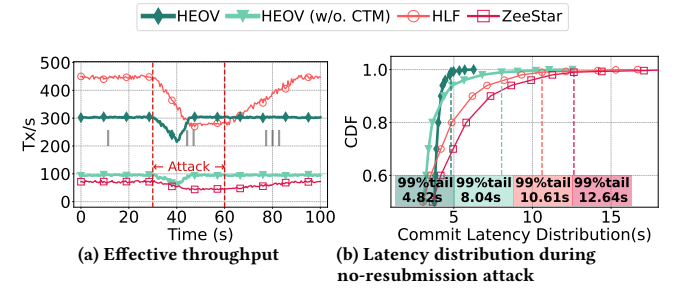 HEOV HEOV (w/o. CTM) HLF ZeeStar
500
400
300
200
100
0
Tx/s
I II III
Attack
0 20 40 60 80 100
Time (s)
(a) Effective throughput
1.0
0.8
0.6
CDF
99%tail 99%tail 99%tail 99%tail
4.82s 8.04s 10.61s 12.64s
5 10 15
Commit Latency Distribution(s)
(b) Latency distribution during
no-resubmission attack